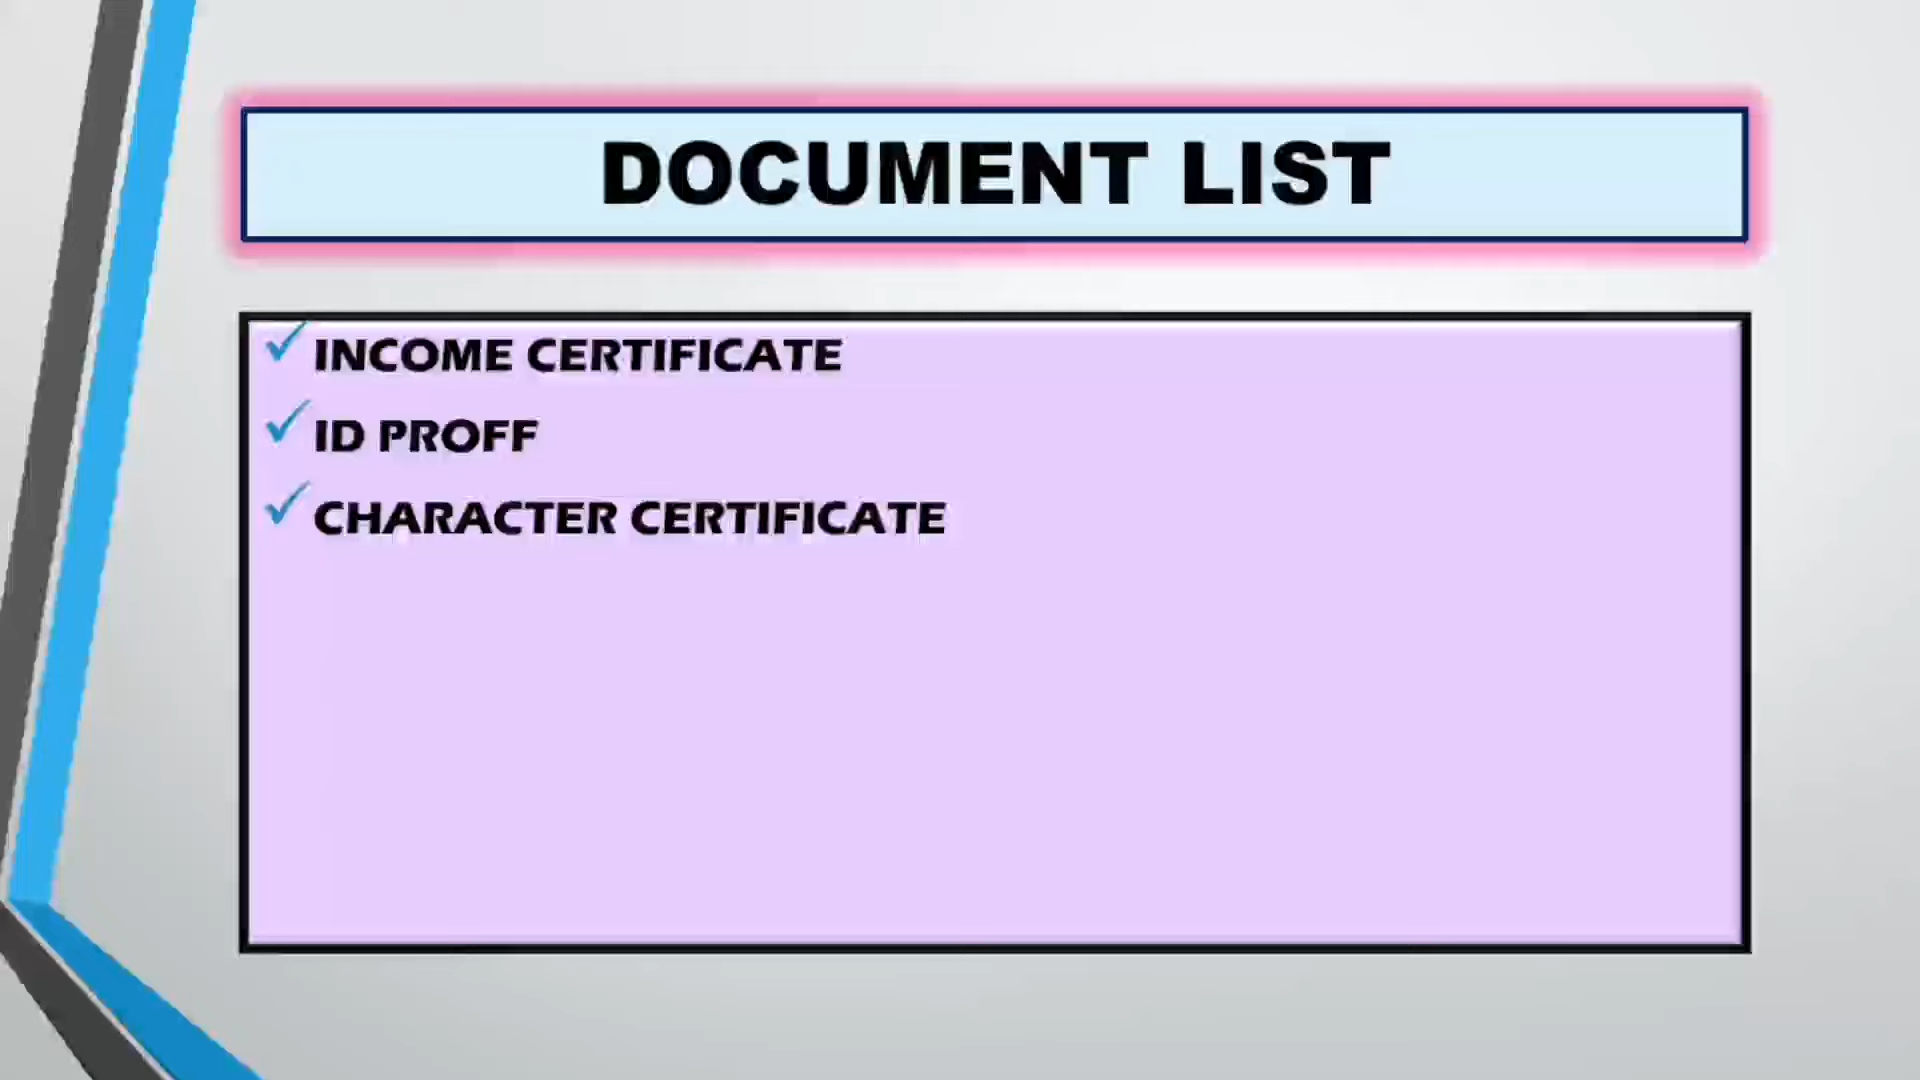 DOCUMENT LIST
INCOME CERTIFICATE
ID PROFF
CHARACTER CERTIFICATE